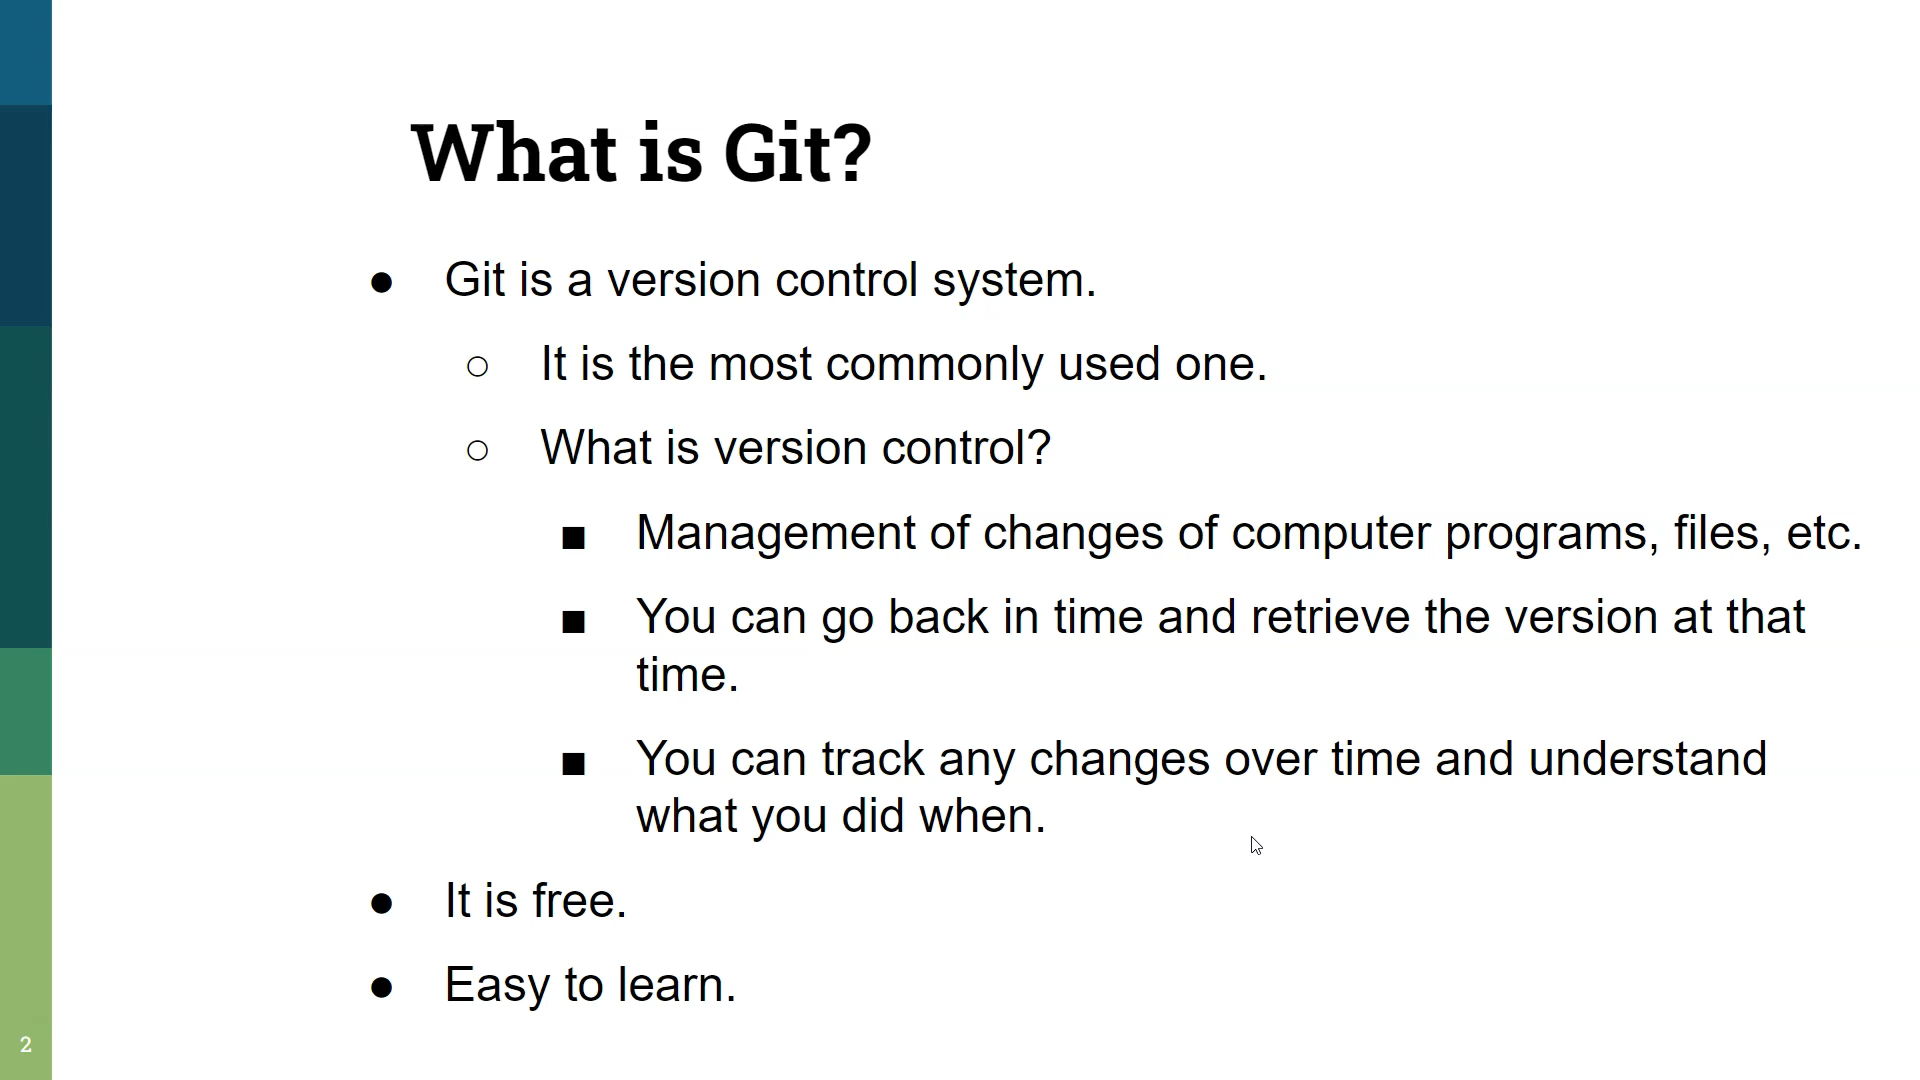 What is Git?
● Git is a version control system.
○ It is the most commonly used one.
○ What is version control?
■ Management of changes of computer programs, files, etc.
■ You can go back in time and retrieve the version at that
time.
■ You can track any changes over time and understand
what you did when.
● It is free.
● Easy to learn.
2